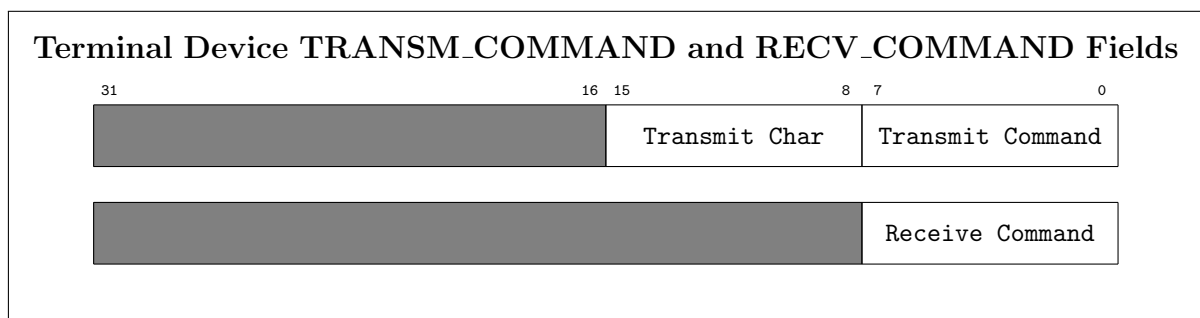 Terminal Device TRANSM_COMMAND and RECV_COMMAND Fields
31 16 15 8 7 0
Transmit Char Transmit Command
Receive Command